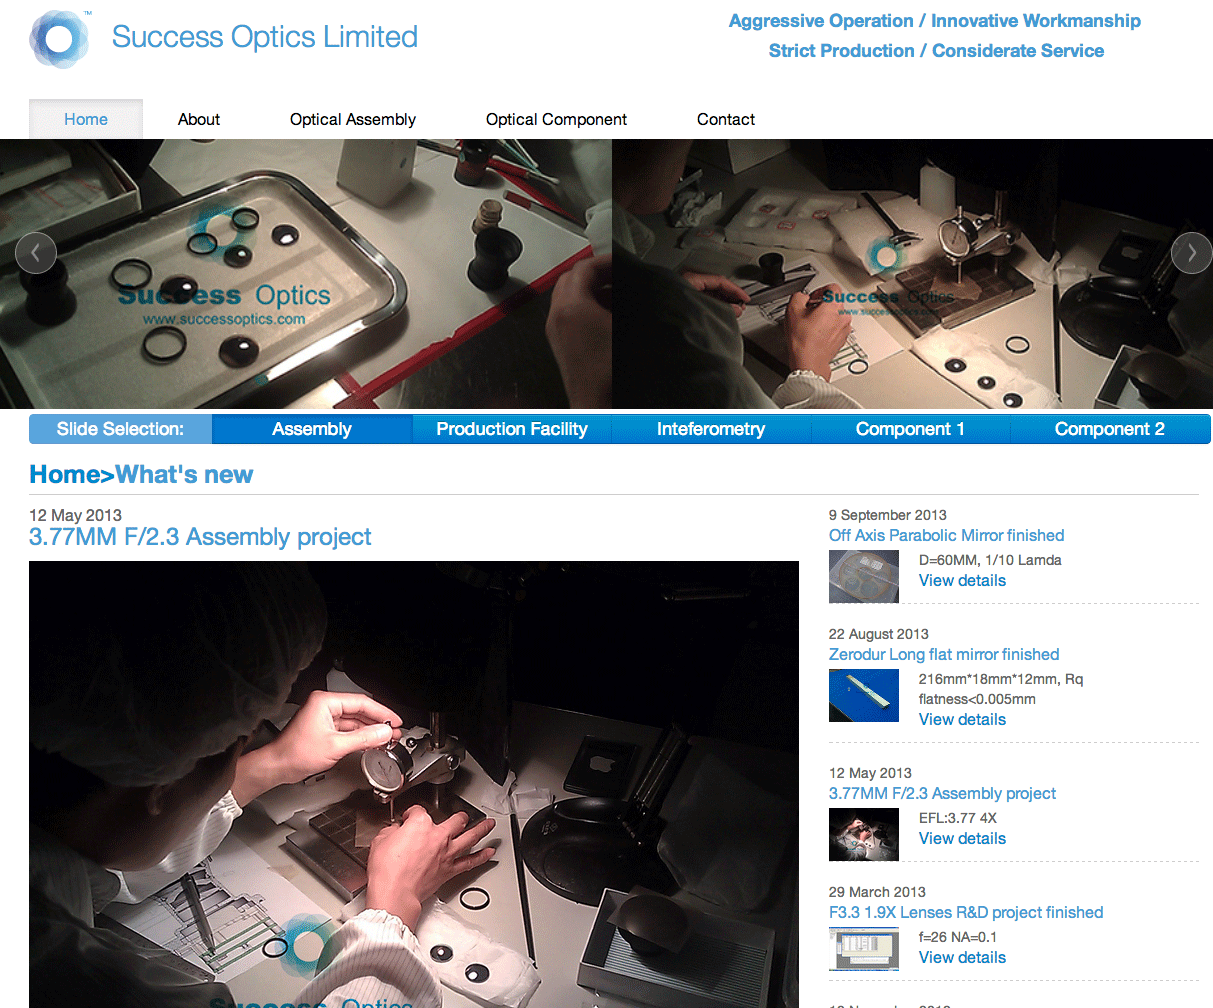 Success Optics Limited
TM
Aggressive Operation / Innovative Workmanship
Strict Production / Considerate Service
Home
About
Optical Assembly
Optical Component
Contact
Success Optics
www.successoptics.com
Success Optics
www.successoptics.com
Slide Selection:
Assembly
Production Facility
Inteferometry
Component 1
Component 2
Home>What's new
12 May 2013
3.77MM F/2.3 Assembly project
Success Optics
9 September 2013
Off Axis Parabolic Mirror finished
D=60MM, 1/10 Lamda
View details
22 August 2013
Zerodur Long flat mirror finished
216mm*18mm*12mm, Rq
flatness<0.005mm
View details
12 May 2013
3.77MM F/2.3 Assembly project
EFL:3.77 4X
View details
29 March 2013
F3.3 1.9X Lenses R&D project finished
f=26 NA=0.1
View details